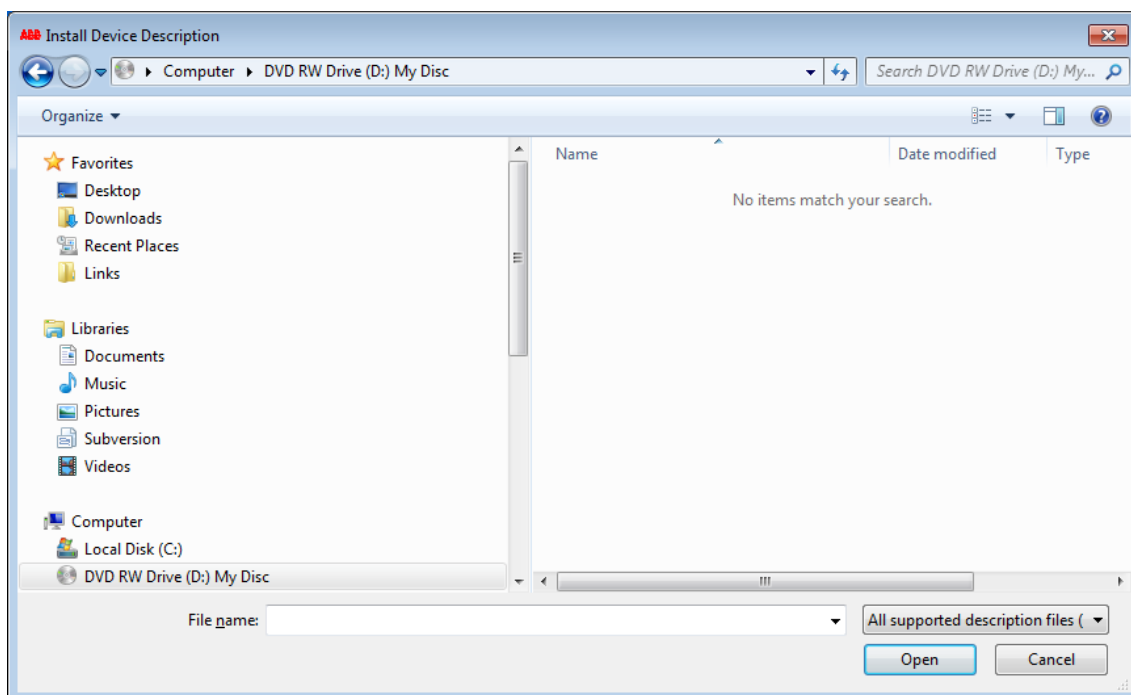 ABB Install Device Description
Computer DVD RW Drive (D:) My Disc
Search DVD RW Drive (D:) My...
Organize
Favorites
Desktop
Downloads
Recent Places
Links
Libraries
Documents
Music
Pictures
Subversion
Videos
Computer
Local Disk (C:)
DVD RW Drive (D:) My Disc
Name Date modified Type
No items match your search.
File name:
All supported description files (
Open Cancel